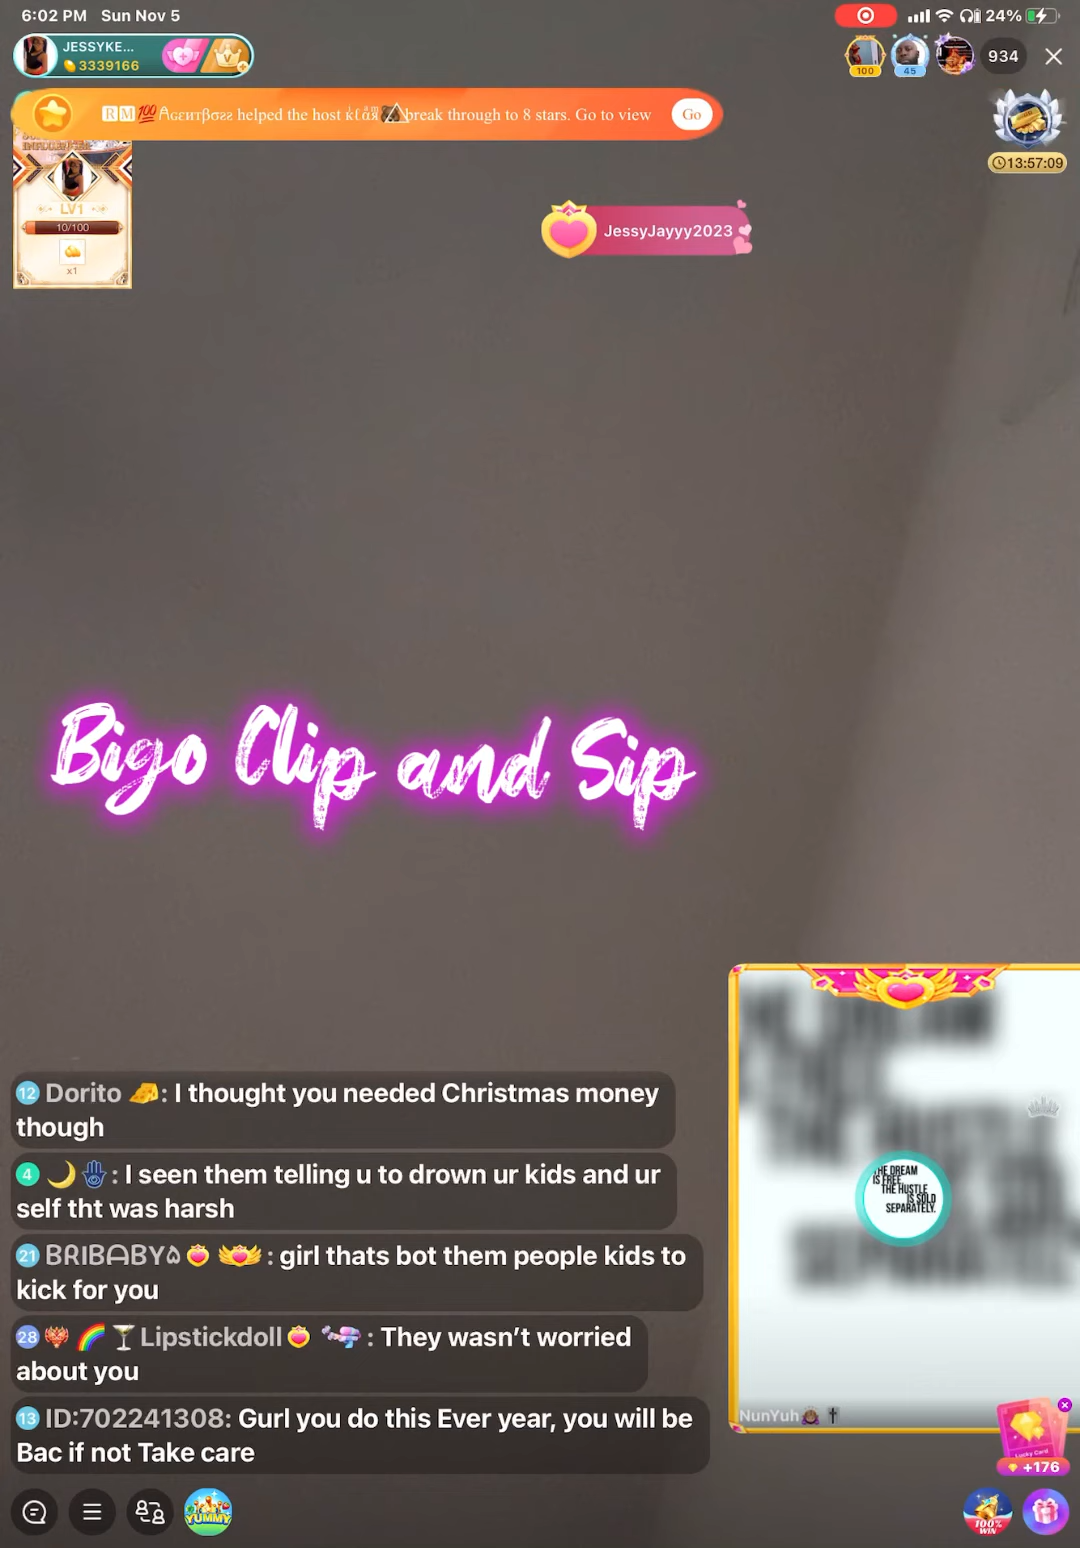 6:02 PM Sun Nov 5
24%
JESSYKE...
3339166
100
45
934
🆁🅼💯 helped the host break through to 8 stars. Go to view
Go
13:57:09
LV1
10/100
x1
JessyJayyy2023
Bigo Clip and Sip
THE DREAM
IS FREE.
THE HUSTLE
IS SOLD
SEPARATELY.
12 Dorito 🧀: I thought you needed Christmas money
though
4 🌙🪬: I seen them telling u to drown ur kids and ur
self tht was harsh
21 BRIBABY : girl thats bot them people kids to
kick for you
28 🌈🍸Lipstickdoll : They wasn’t worried
about you
13 ID:702241308: Gurl you do this Ever year, you will be
Bac if not Take care
NunYuh
Lucky Card
+176
YUMMY
100%
WIN